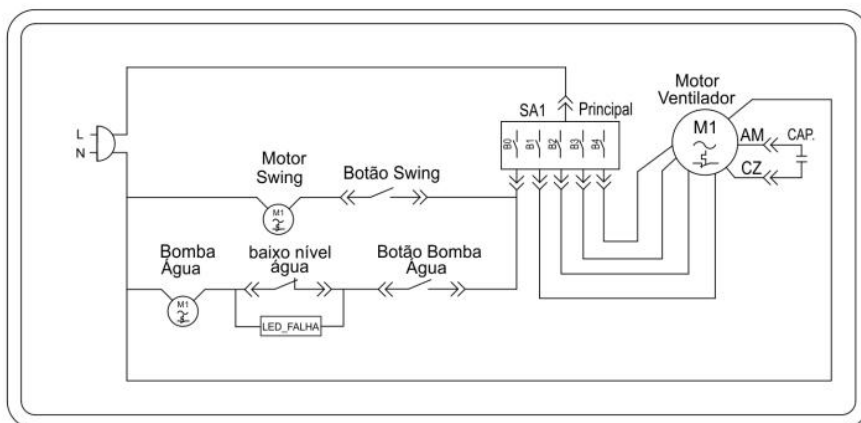 Motor
Ventilador
SA1
Principal
M1
AM
CAP.
CZ
L
N
B0
B1
B2
B3
B4
Motor
Swing
Botão Swing
M1
Bomba
Água
baixo nível
água
Botão Bomba
Água
M1
LED_FALHA